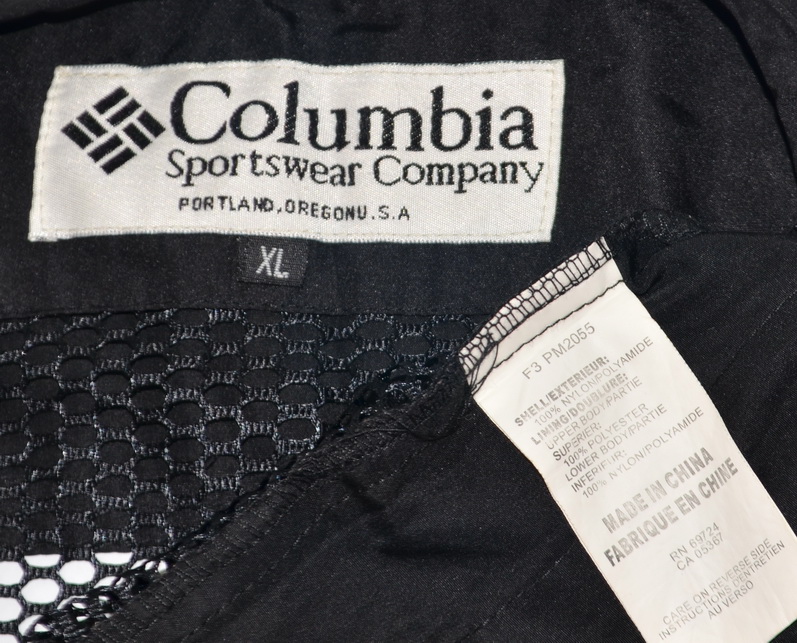 Columbia
Sportswear Company
PORTLAND,OREGONU.S.A
XL
F3 PM2055
SHELL/EXTERIEUR:
100% NYLON/POLYAMIDE
LINING/DOUBLURE:
UPPER BODY/PARTIE
SUPERIER:
100% POLYESTER
LOWER BODY/PARTIE
INFERIEUR:
100% NYLON/POLYAMIDE
MADE IN CHINA
FABRIQUE EN CHINE
RN 69724
CA 05367
CARE ON REVERSE SIDE
INSTRUCTIONS D'ENTRETIEN
AU VERSO